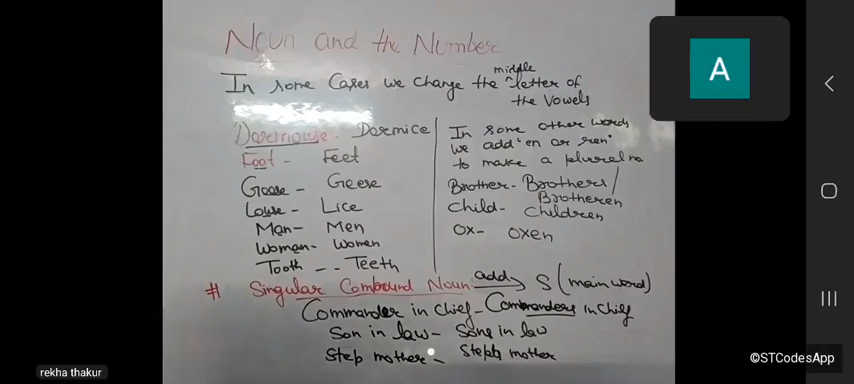 Noun and the Number
In some Cases we change the middle letter of
the Vowels
Dormouse - Dormice
Foot - Feet
Goose - Geese
Louse - Lice
Man - Men
Woman - Women
Tooth - - Teeth
In some other words
we add "en or ren"
to make a plural no
Brother - Brothers/
Brotheren
Child - Children
Ox - Oxen
# Singular Compound Noun add → S (main word)
Commander in chief - Commanders in chief
Son in law - Sons in law
Step mother - Steps mother
A
rekha thakur
©STCodesApp